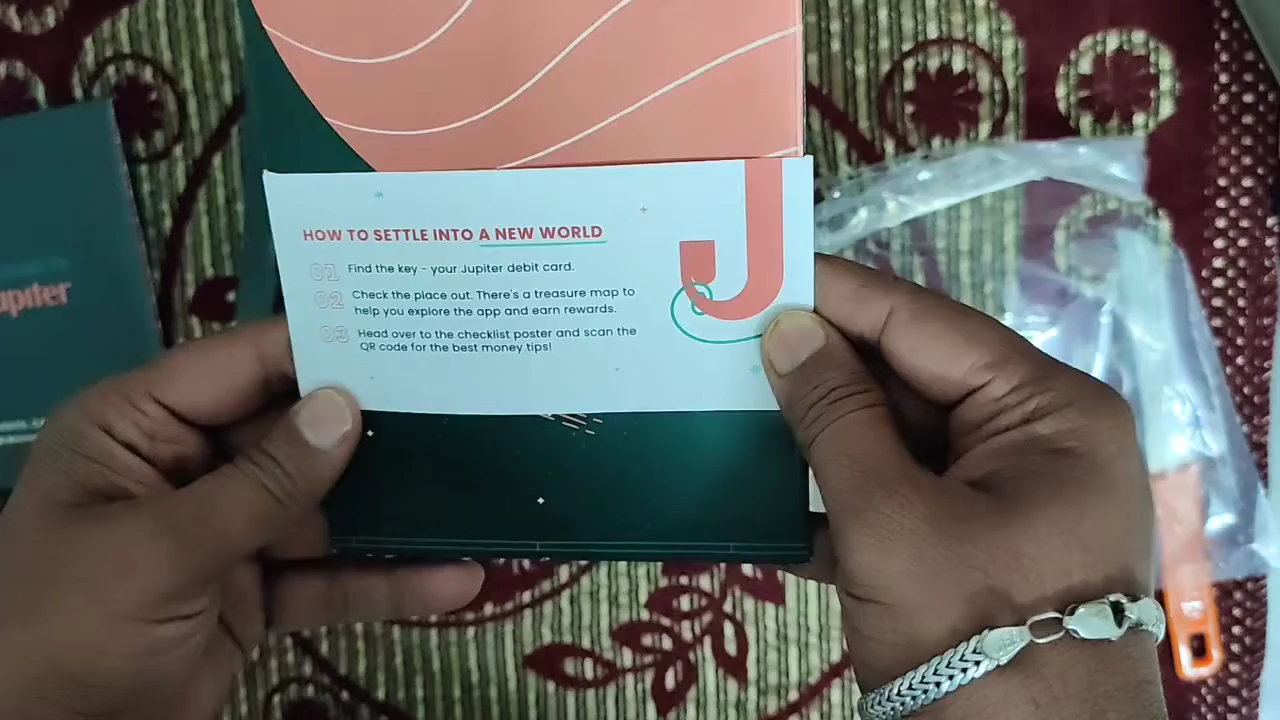 HOW TO SETTLE INTO A NEW WORLD
01 Find the key - your Jupiter debit card.
02 Check the place out. There's a treasure map to
help you explore the app and earn rewards.
03 Head over to the checklist poster and scan the
QR code for the best money tips!
J
Jupiter